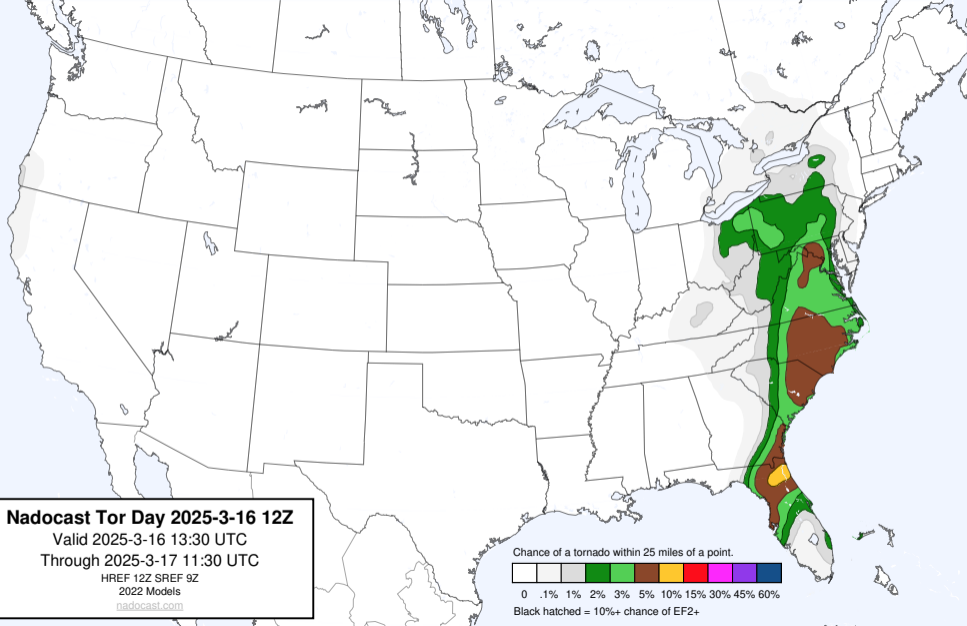 Nadocast Tor Day 2025-3-16 12Z
Valid 2025-3-16 13:30 UTC
Through 2025-3-17 11:30 UTC
HREF 12Z SREF 9Z
2022 Models
nadocast.com
Chance of a tornado within 25 miles of a point.
0 .1% 1% 2% 3% 5% 10% 15% 30% 45% 60%
Black hatched = 10%+ chance of EF2+